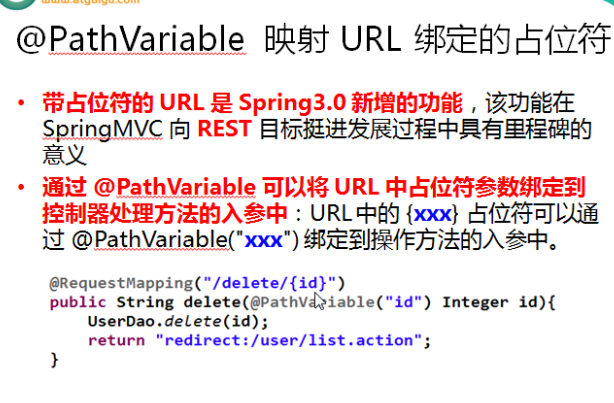 www.atguigu.com
@PathVariable 映射 URL 绑定的占位符
• 带占位符的 URL 是 Spring3.0 新增的功能，该功能在
SpringMVC 向 REST 目标挺进发展过程中具有里程碑的
意义
• 通过 @PathVariable 可以将 URL 中占位符参数绑定到
控制器处理方法的入参中：URL 中的 {xxx} 占位符可以通
过 @PathVariable("xxx") 绑定到操作方法的入参中。
@RequestMapping("/delete/{id}")
public String delete(@PathVariable("id") Integer id){
UserDao.delete(id);
return "redirect:/user/list.action";
}